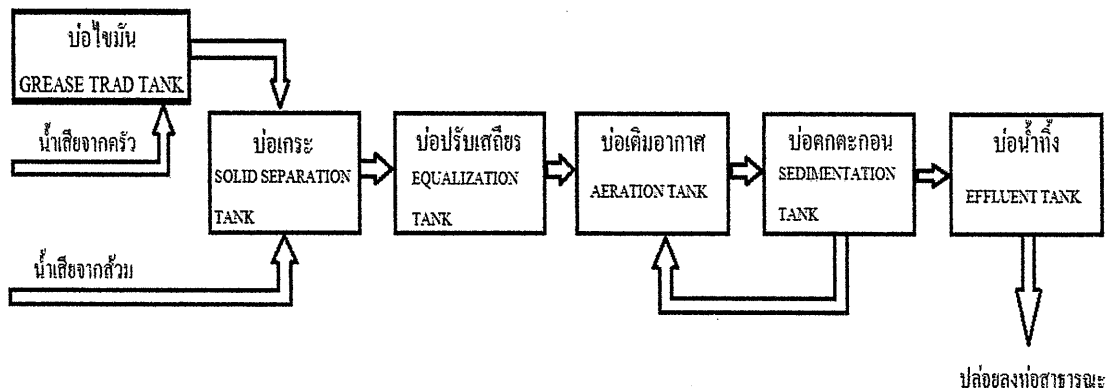 บ่อไขมัน
GREASE TRAD TANK
น้ำเสียจากครัว
บ่อเกรอะ
SOLID SEPARATION
TANK
บ่อปรับเสถียร
EQUALIZATION
TANK
บ่อเติมอากาศ
AERATION TANK
บ่อตกตะกอน
SEDIMENTATION
TANK
บ่อน้ำทิ้ง
EFFLUENT TANK
น้ำเสียจากส้วม
ปล่อยลงท่อสาธารณะ